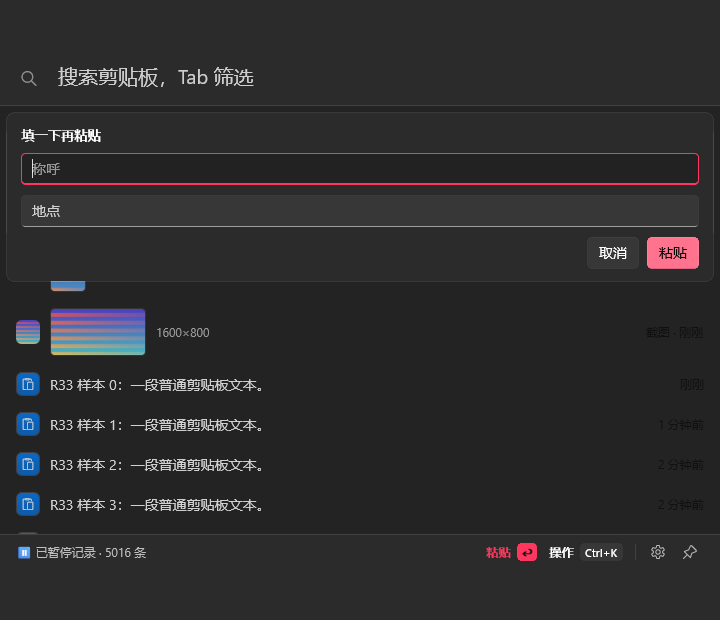 搜索剪贴板，Tab 筛选
填一下再粘贴
称呼
地点
取消 粘贴
1600×800 截图 · 刚刚
R33 样本 0：一段普通剪贴板文本。 刚刚
R33 样本 1：一段普通剪贴板文本。 1 分钟前
R33 样本 2：一段普通剪贴板文本。 2 分钟前
R33 样本 3：一段普通剪贴板文本。 2 分钟前
已暂停记录 · 5016 条 粘贴 操作 Ctrl+K